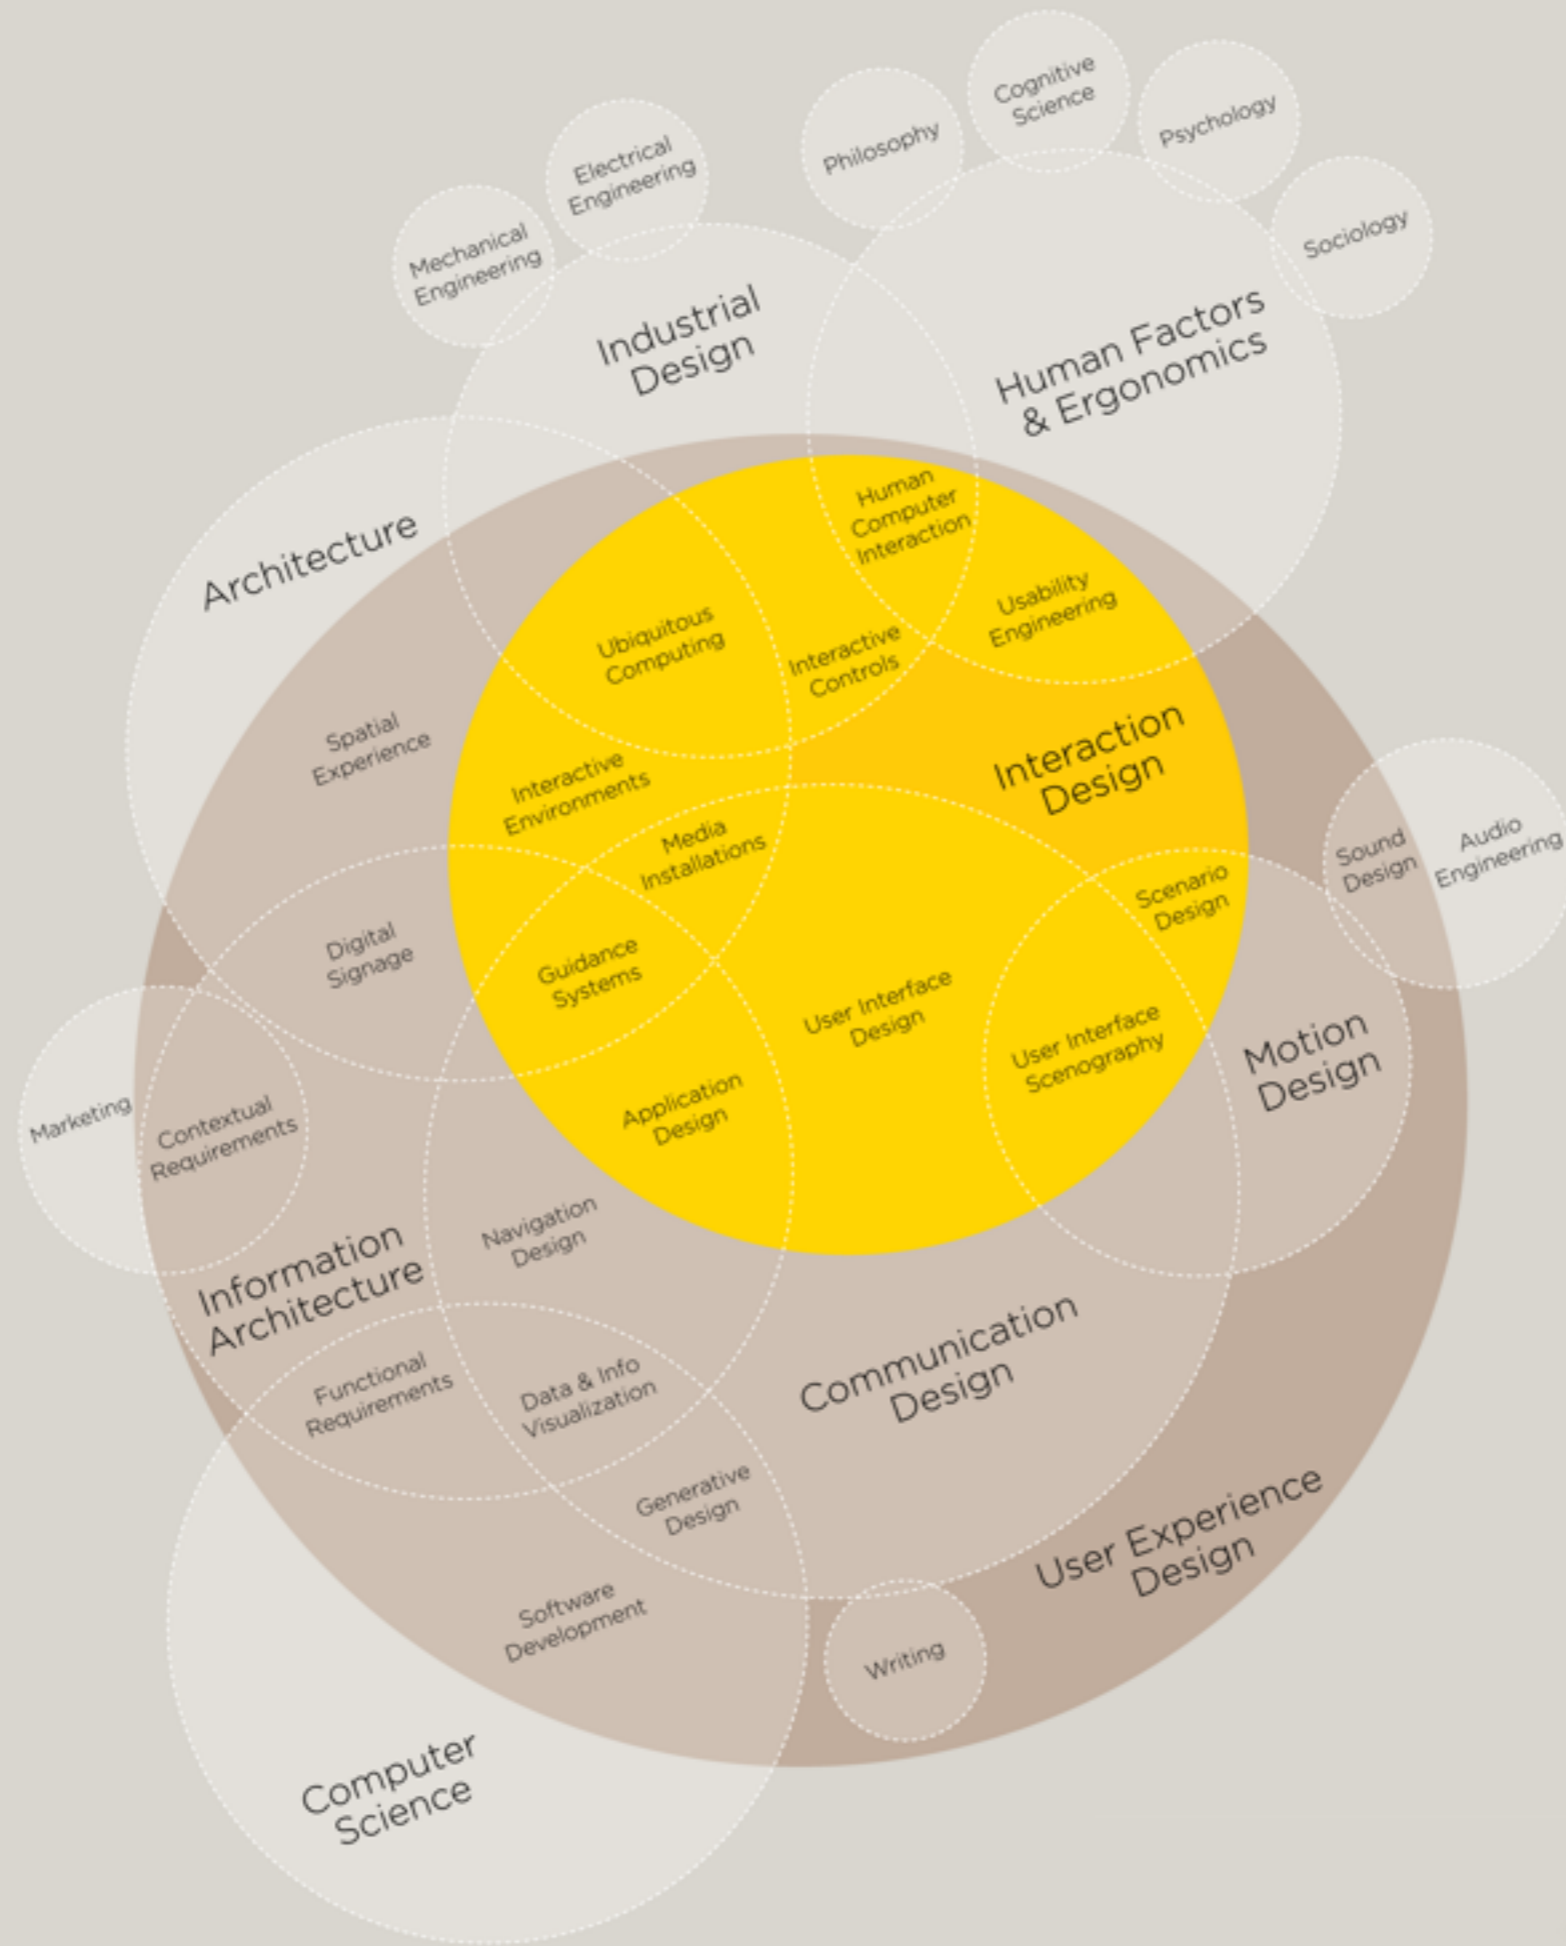 Cognitive
Science
Philosophy
Psychology
Electrical
Engineering
Sociology
Mechanical
Engineering
Industrial
Design
Human Factors
& Ergonomics
Architecture
Human
Computer
Interaction
Usability
Engineering
Ubiquitous
Computing
Interactive
Controls
Spatial
Experience
Interaction
Design
Interactive
Environments
Media
Installations
Sound
Design
Audio
Engineering
Scenario
Design
Digital
Signage
Guidance
Systems
User Interface
Design
User Interface
Scenography
Motion
Design
Marketing
Contextual
Requirements
Application
Design
Navigation
Design
Information
Architecture
Communication
Design
Functional
Requirements
Data & Info
Visualization
Generative
Design
User Experience
Design
Software
Development
Writing
Computer
Science